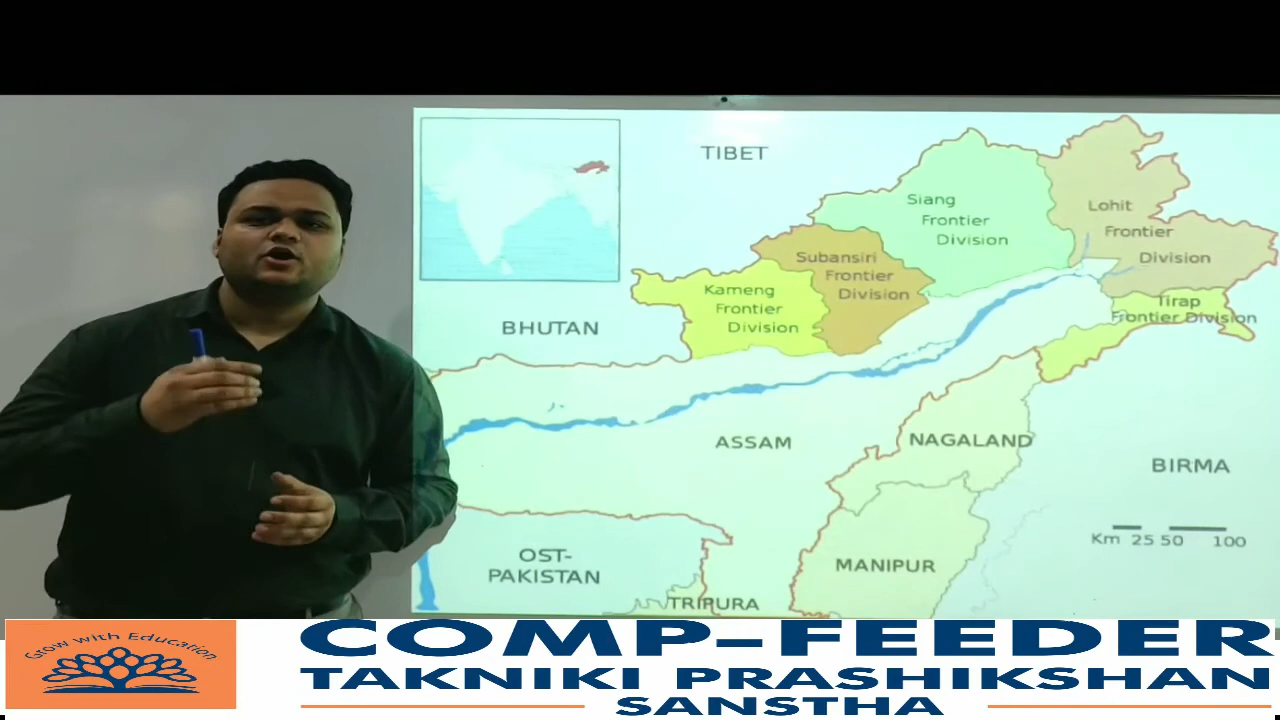 TIBET
Siang
Frontier
Division
Lohit
Frontier
Division
Subansiri
Frontier
Division
Kameng
Frontier
Division
Tirap
Frontier Division
BHUTAN
ASSAM
NAGALAND
BIRMA
Km 25 50 100
OST-
PAKISTAN
MANIPUR
TRIPURA
Grow with Education
COMP-FEEDER
TAKNIKI PRASHIKSHAN
SANSTHA